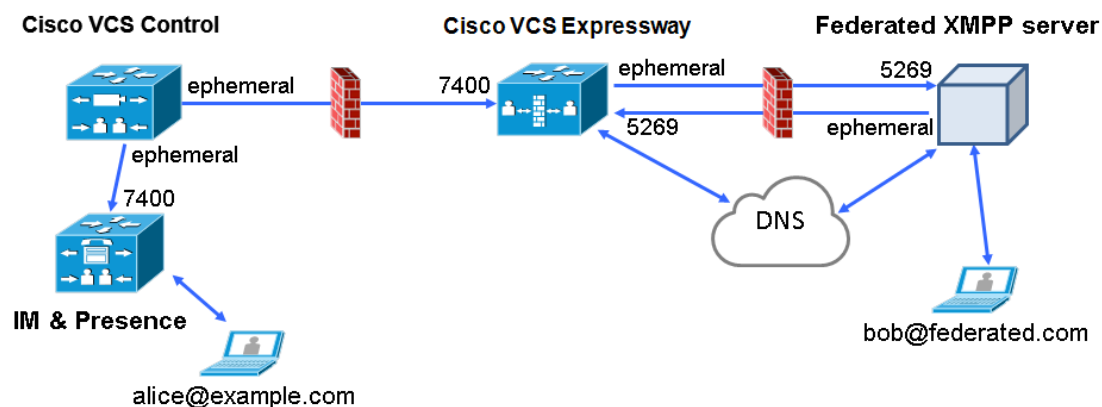 Cisco VCS Control
Cisco VCS Expressway
Federated XMPP server
ephemeral
7400
ephemeral
5269
5269
ephemeral
ephemeral
7400
DNS
IM & Presence
alice@example.com
bob@federated.com